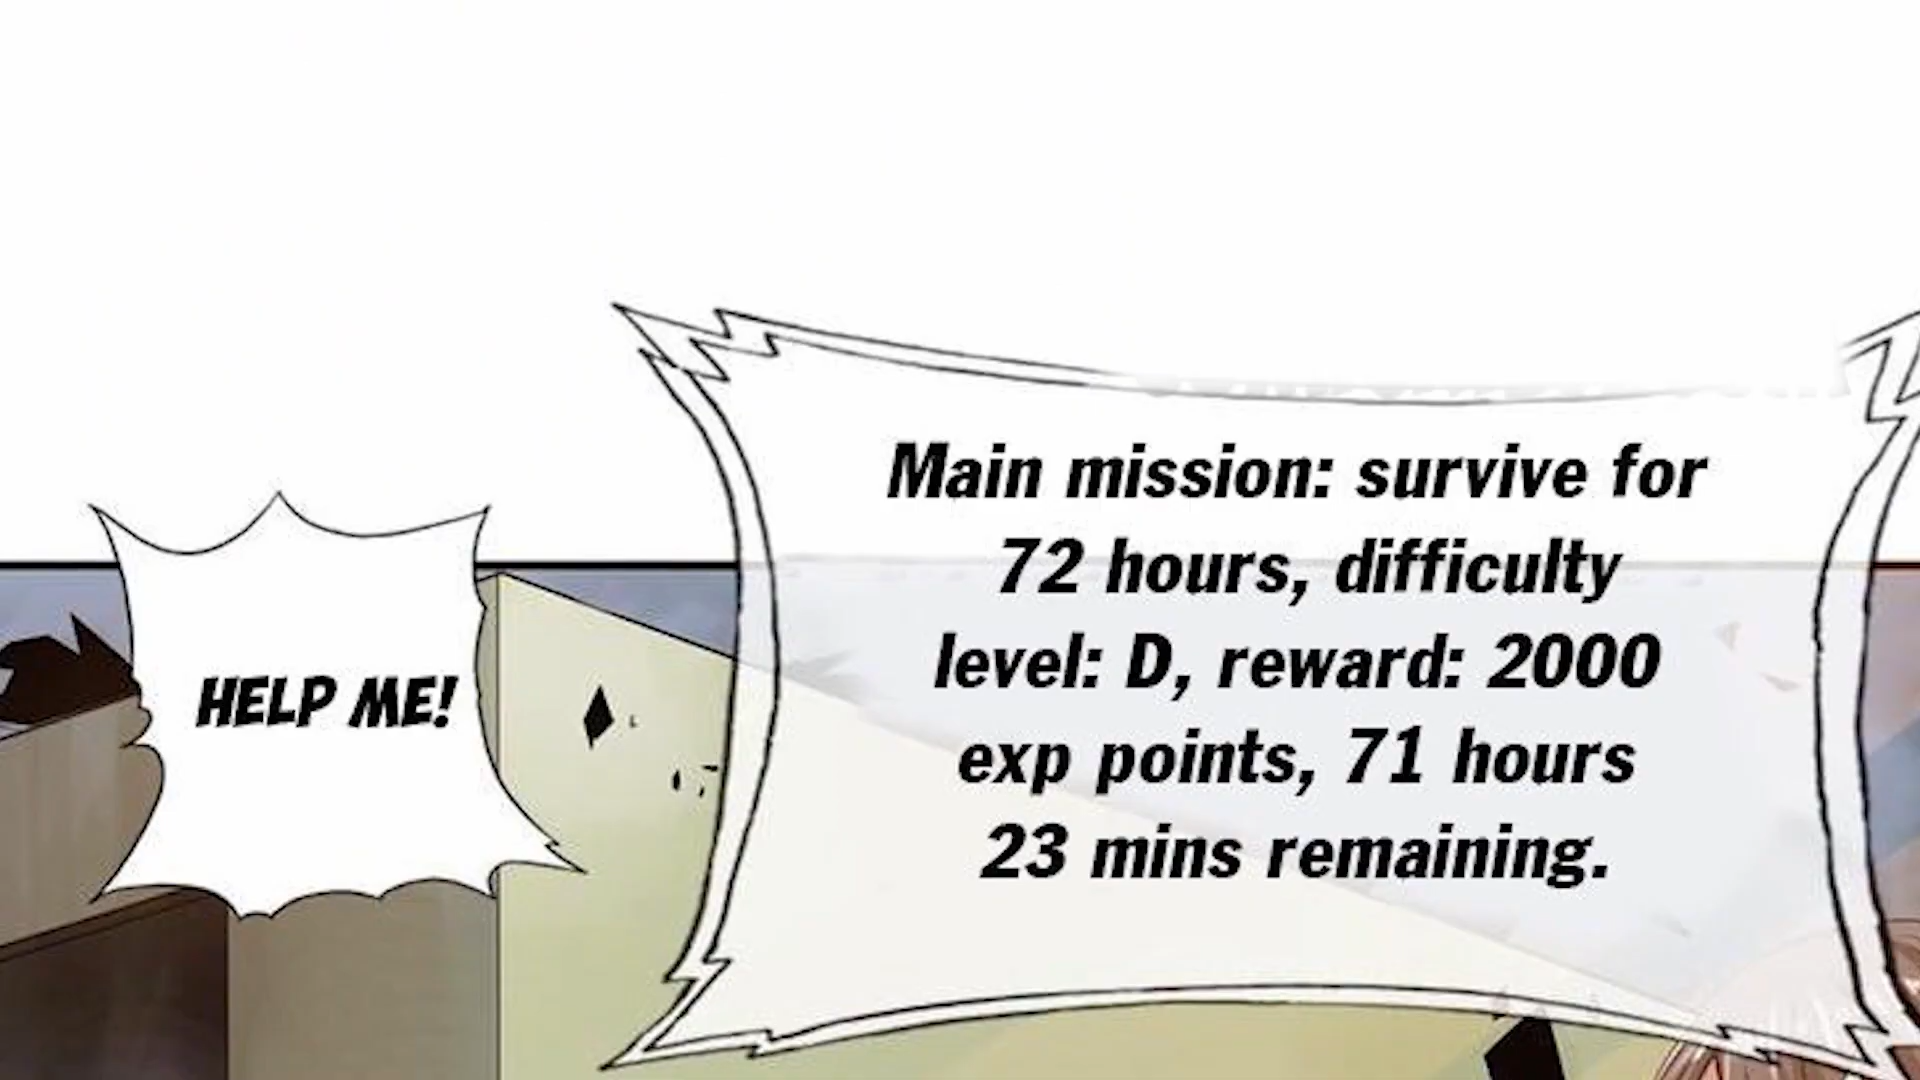 HELP ME!
Main mission: survive for
72 hours, difficulty
level: D, reward: 2000
exp points, 71 hours
23 mins remaining.